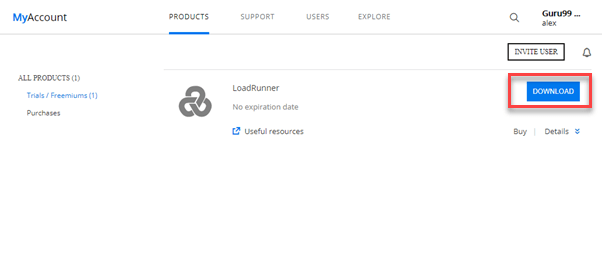 MyAccount PRODUCTS SUPPORT USERS EXPLORE Guru99 ...
alex
INVITE USER
ALL PRODUCTS (1)
Trials / Freemiums (1)
Purchases
LoadRunner
No expiration date
DOWNLOAD
Useful resources
Buy | Details